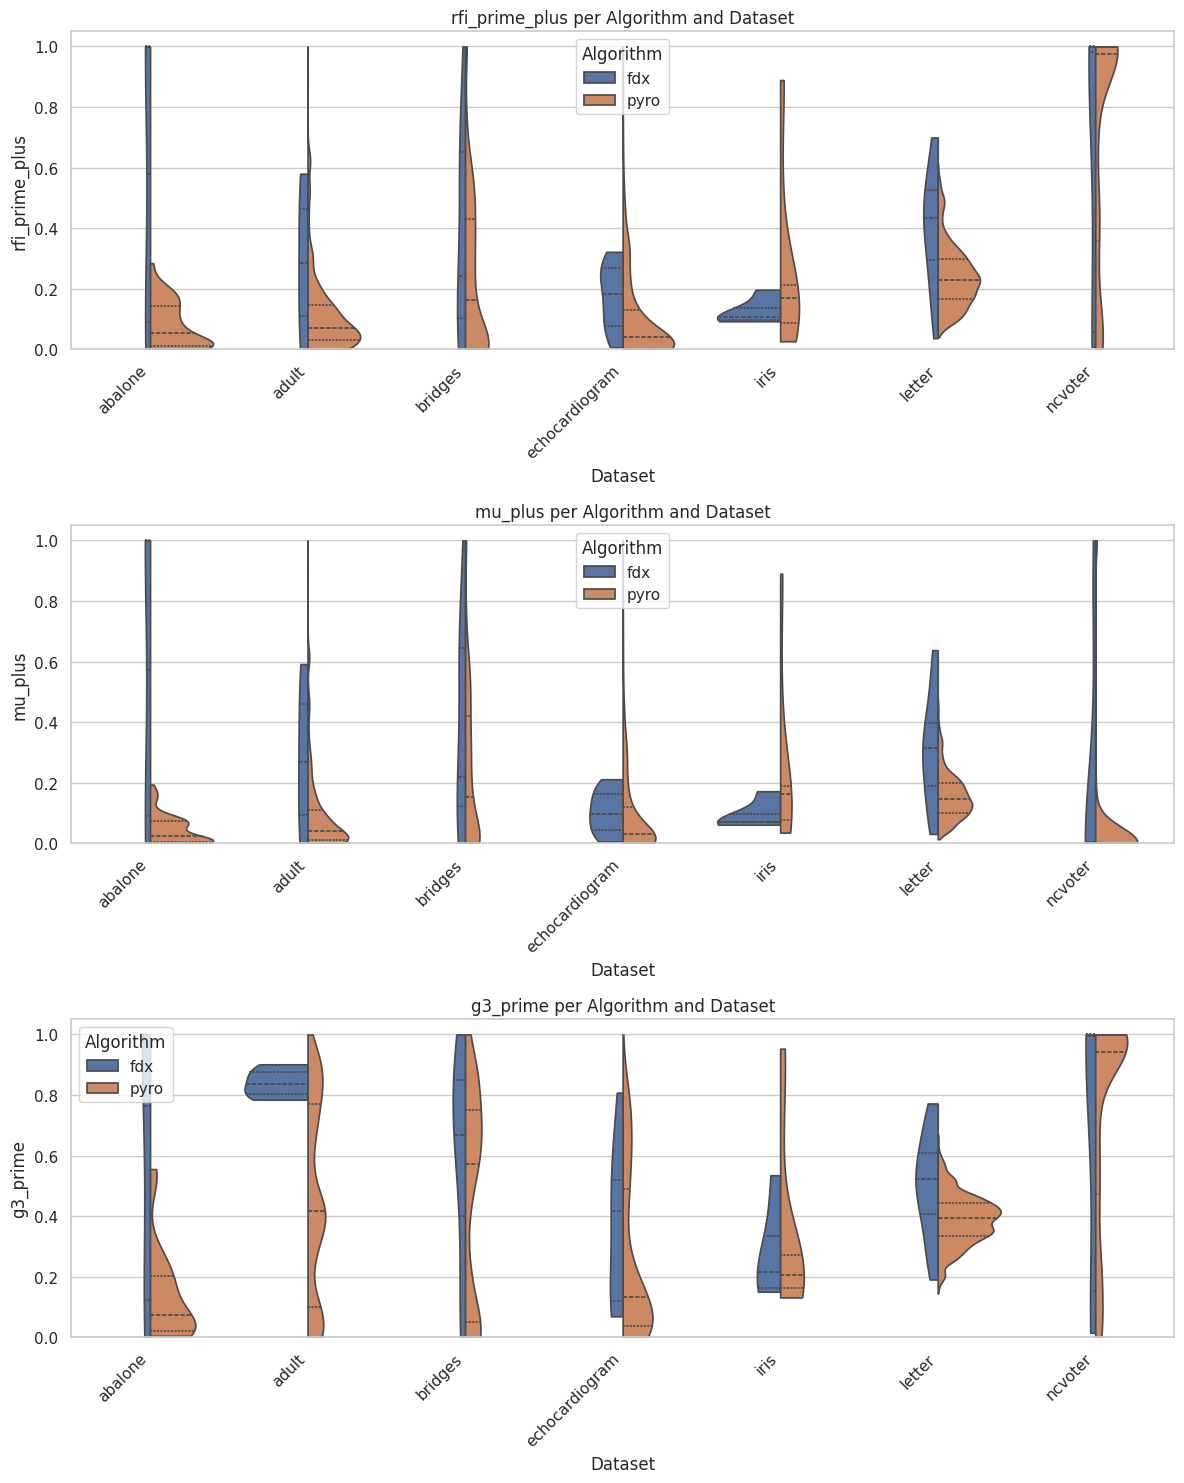 rfi_prime_plus per Algorithm and Dataset
rfi_prime_plus
1.0
0.8
0.6
0.4
0.2
0.0
Algorithm
fdx
pyro
abalone
adult
bridges
echocardiogram
iris
letter
ncvoter
Dataset
mu_plus per Algorithm and Dataset
mu_plus
1.0
0.8
0.6
0.4
0.2
0.0
Algorithm
fdx
pyro
abalone
adult
bridges
echocardiogram
iris
letter
ncvoter
Dataset
g3_prime per Algorithm and Dataset
g3_prime
1.0
0.8
0.6
0.4
0.2
0.0
Algorithm
fdx
pyro
abalone
adult
bridges
echocardiogram
iris
letter
ncvoter
Dataset